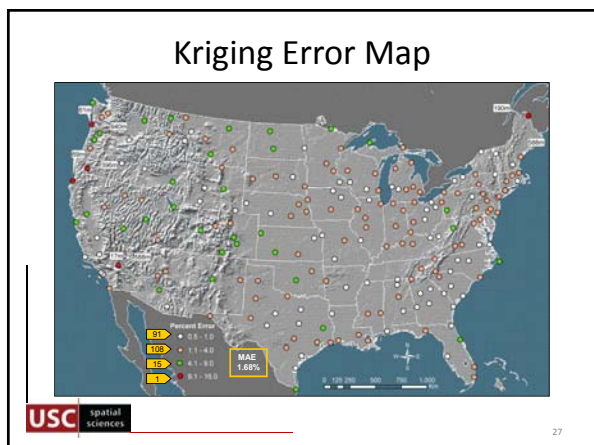 Kriging Error Map
Percent Error
91
0.5 - 1.0
108
1.1 - 4.0
15
4.1 - 9.0
1
9.1 - 16.0
MAE
1.68%
N
W
E
S
0 125 250 500 750 1,000
Km
USC spatial
sciences
27